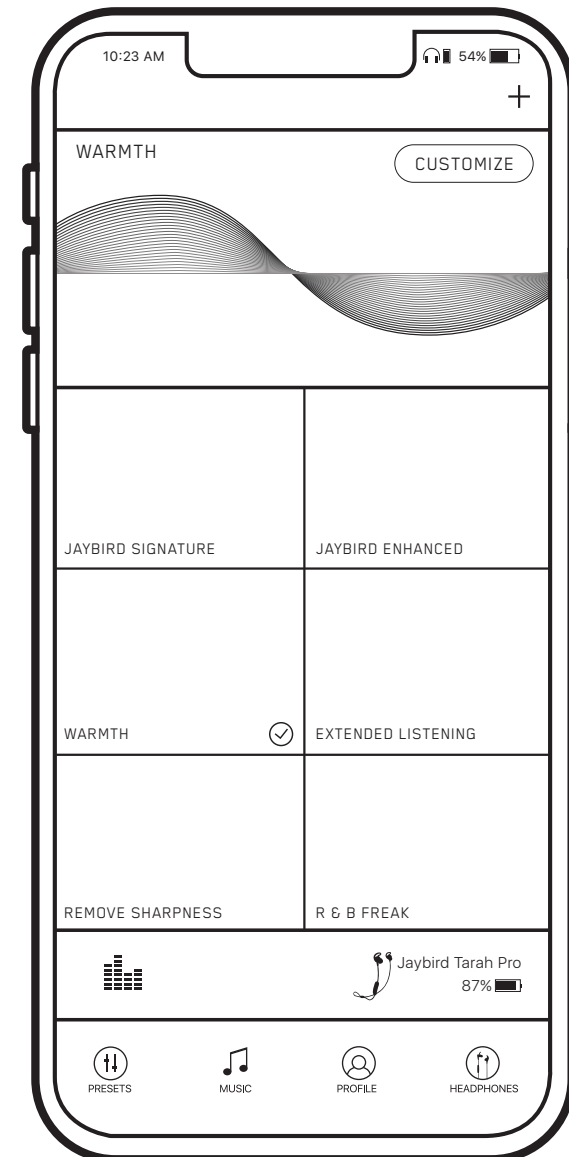 10:23 AM 54%
+
WARMTH
CUSTOMIZE
JAYBIRD SIGNATURE JAYBIRD ENHANCED
WARMTH EXTENDED LISTENING
REMOVE SHARPNESS R & B FREAK
Jaybird Tarah Pro
87%
PRESETS MUSIC PROFILE HEADPHONES